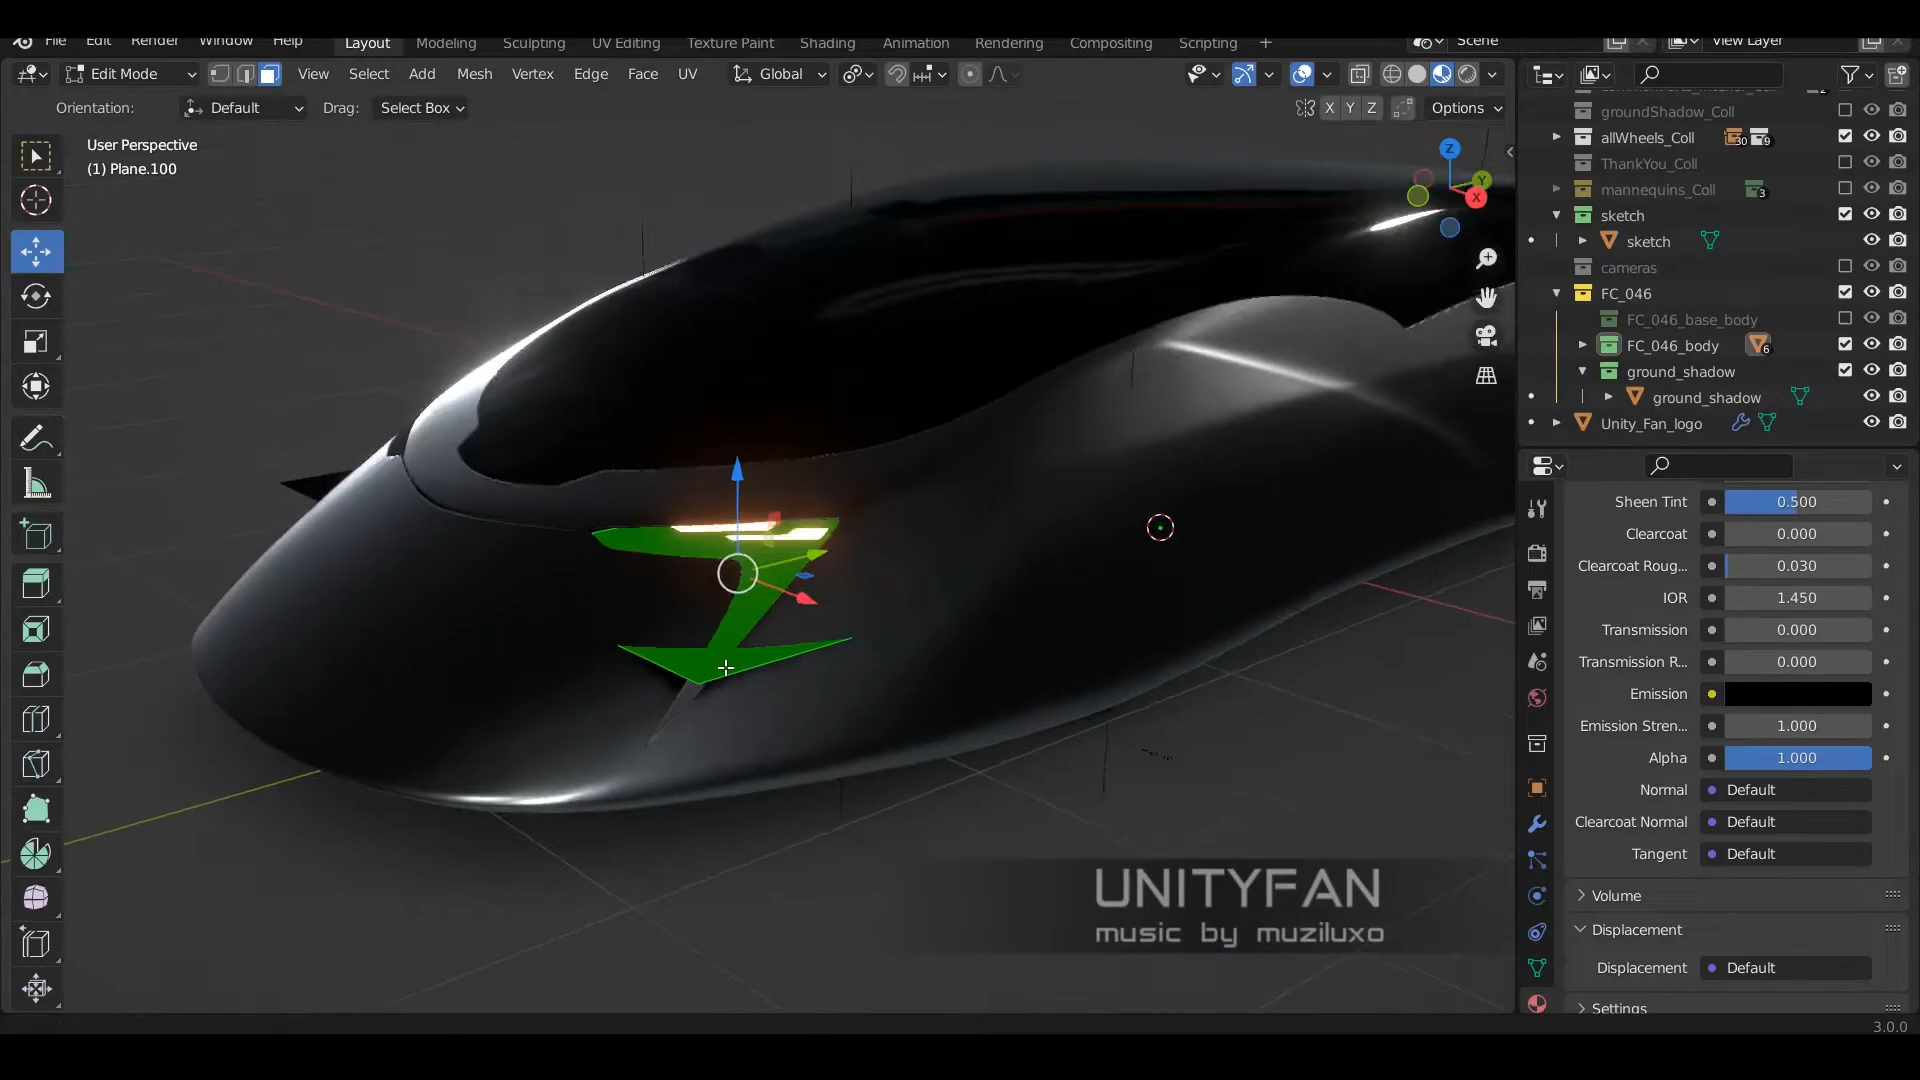 File Edit Render Window Help Layout Modeling Sculpting UV Editing Texture Paint Shading Animation Rendering Compositing Scripting + Scene View Layer
Edit Mode View Select Add Mesh Vertex Edge Face UV Global
Orientation: Default Drag: Select Box X Y Z Options
User Perspective
(1) Plane.100
Z
Y
X
groundShadow_Coll
allWheels_Coll 30 9
ThankYou_Coll
mannequins_Coll 3
sketch
sketch
cameras
FC_046
FC_046_base_body
FC_046_body 6
ground_shadow
ground_shadow
Unity_Fan_logo
Sheen Tint 0.500
Clearcoat 0.000
Clearcoat Roug... 0.030
IOR 1.450
Transmission 0.000
Transmission R... 0.000
Emission
Emission Stren... 1.000
Alpha 1.000
Normal Default
Clearcoat Normal Default
Tangent Default
Volume
Displacement
Displacement Default
Settings
UNITYFAN
music by muziluxo
3.0.0